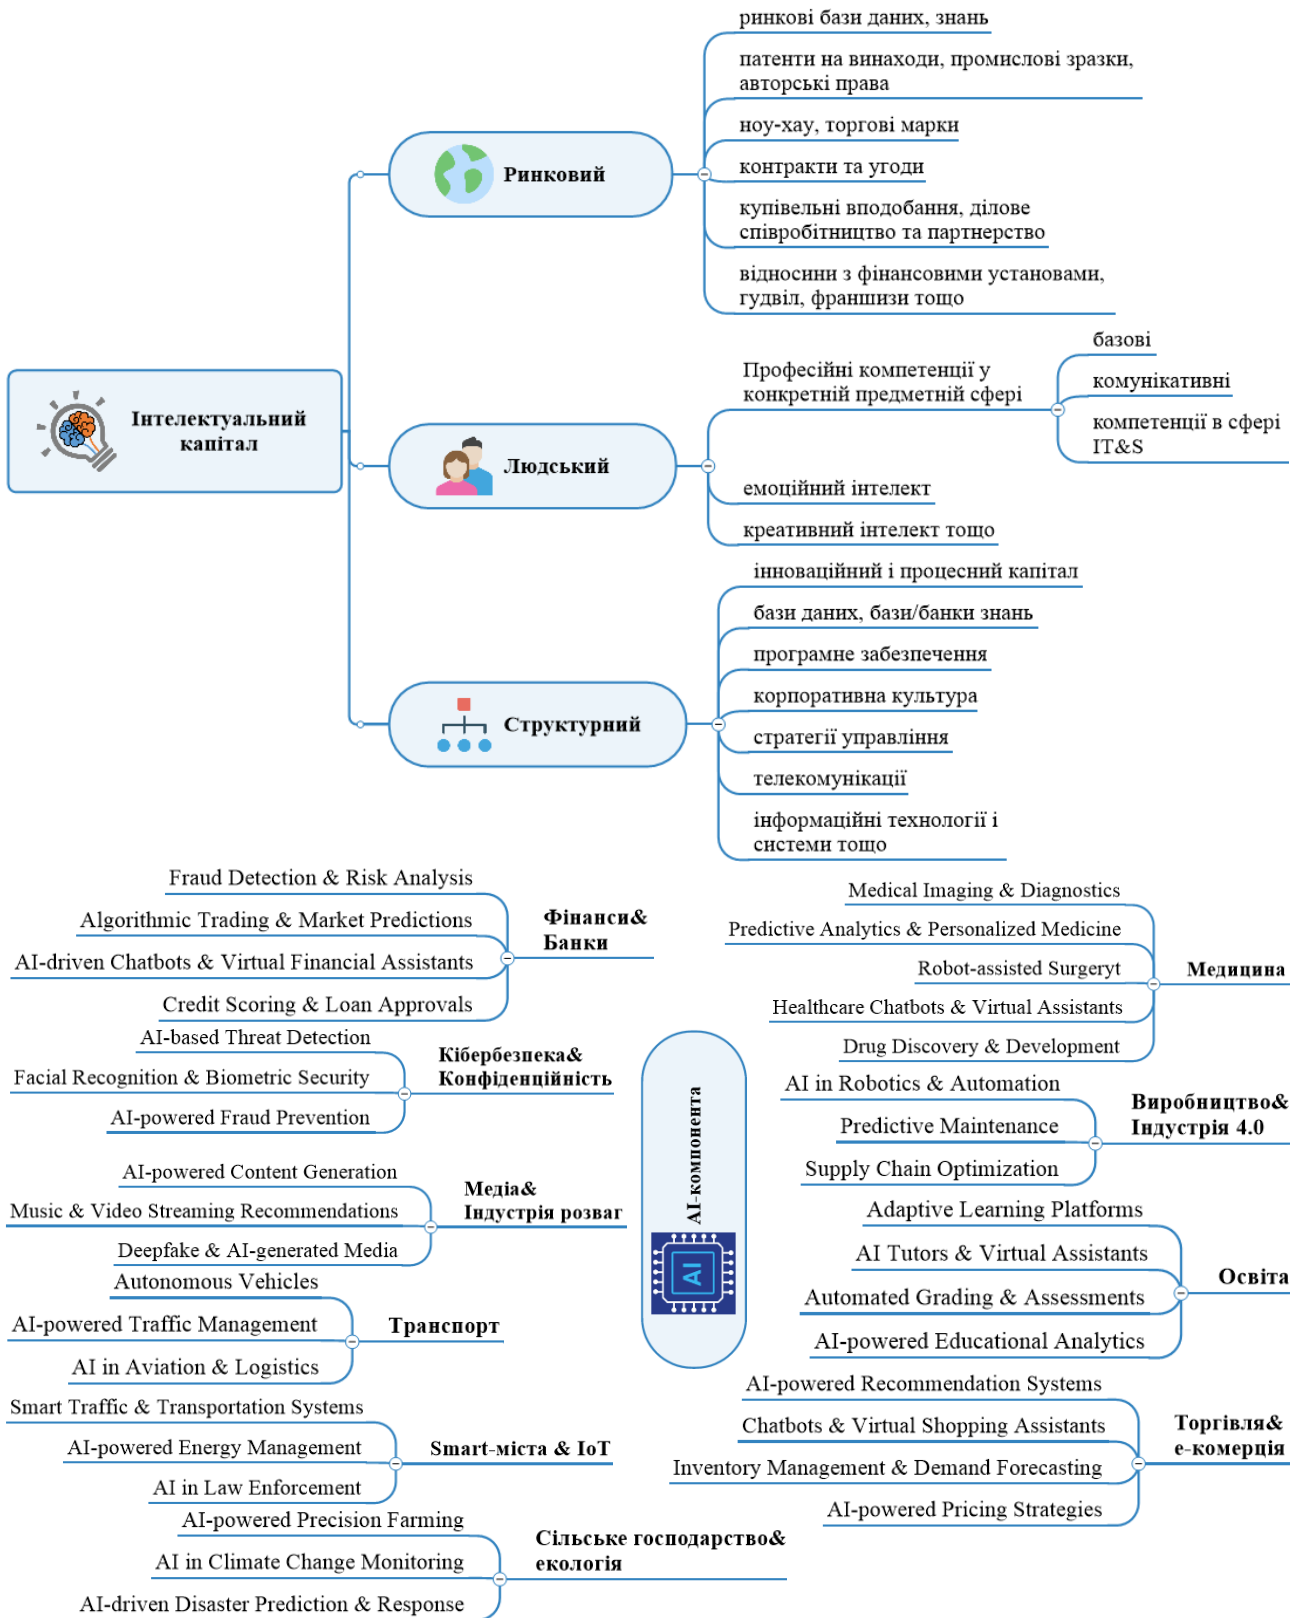 Інтелектуальний
капітал
Ринковий
ринкові бази даних, знань
патенти на винаходи, промислові зразки,
авторські права
ноу-хау, торгові марки
контракти та угоди
купівельні вподобання, ділове
співробітництво та партнерство
відносини з фінансовими установами,
гудвіл, франшизи тощо
Людський
Професійні компетенції у
конкретній предметній сфері
базові
комунікативні
компетенції в сфері
IT&S
емоційний інтелект
креативний інтелект тощо
Структурний
інноваційний і процесний капітал
бази даних, бази/банки знань
програмне забезпечення
корпоративна культура
стратегії управління
телекомунікації
інформаційні технології і
системи тощо
Fraud Detection & Risk Analysis
Algorithmic Trading & Market Predictions
AI-driven Chatbots & Virtual Financial Assistants
Credit Scoring & Loan Approvals
Фінанси&
Банки
AI-based Threat Detection
Facial Recognition & Biometric Security
AI-powered Fraud Prevention
Кібербезпека&
Конфіденційність
AI-powered Content Generation
Music & Video Streaming Recommendations
Deepfake & AI-generated Media
Медіа&
Індустрія розваг
Autonomous Vehicles
AI-powered Traffic Management
AI in Aviation & Logistics
Транспорт
Smart Traffic & Transportation Systems
AI-powered Energy Management
AI in Law Enforcement
Smart-міста & IoT
AI-powered Precision Farming
AI in Climate Change Monitoring
AI-driven Disaster Prediction & Response
Сільське господарство&
екологія
AI-компонента
AI
Medical Imaging & Diagnostics
Predictive Analytics & Personalized Medicine
Robot-assisted Surgeryt
Healthcare Chatbots & Virtual Assistants
Drug Discovery & Development
Медицина
AI in Robotics & Automation
Predictive Maintenance
Supply Chain Optimization
Виробництво&
Індустрія 4.0
Adaptive Learning Platforms
AI Tutors & Virtual Assistants
Automated Grading & Assessments
AI-powered Educational Analytics
Освіта
AI-powered Recommendation Systems
Chatbots & Virtual Shopping Assistants
Inventory Management & Demand Forecasting
AI-powered Pricing Strategies
Торгівля&
е-комерція